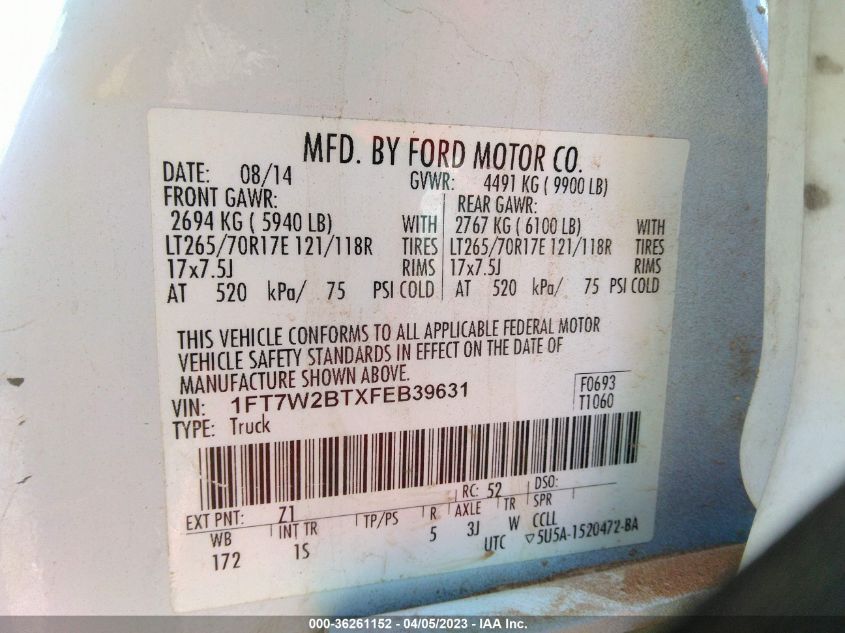 MFD. BY FORD MOTOR CO.
DATE: 08/14 GVWR: 4491 KG ( 9900 LB)
FRONT GAWR: REAR GAWR:
2694 KG ( 5940 LB) WITH 2767 KG ( 6100 LB) WITH
LT265/70R17E 121/118R TIRES LT265/70R17E 121/118R TIRES
17x7.5J RIMS 17x7.5J RIMS
AT 520 kPa/ 75 PSI COLD AT 520 kPa/ 75 PSI COLD
THIS VEHICLE CONFORMS TO ALL APPLICABLE FEDERAL MOTOR
VEHICLE SAFETY STANDARDS IN EFFECT ON THE DATE OF
MANUFACTURE SHOWN ABOVE.
VIN: 1FT7W2BTXFEB39631 F0693
TYPE: Truck T1060
EXT PNT: Z1 RC: 52 DSO:
WB INT TR TP/PS R AXLE TR SPR
172 1S 5 3J W CCLL
UTC ▽5U5A-1520472-BA
000-36261152 - 04/05/2023 - IAA Inc.